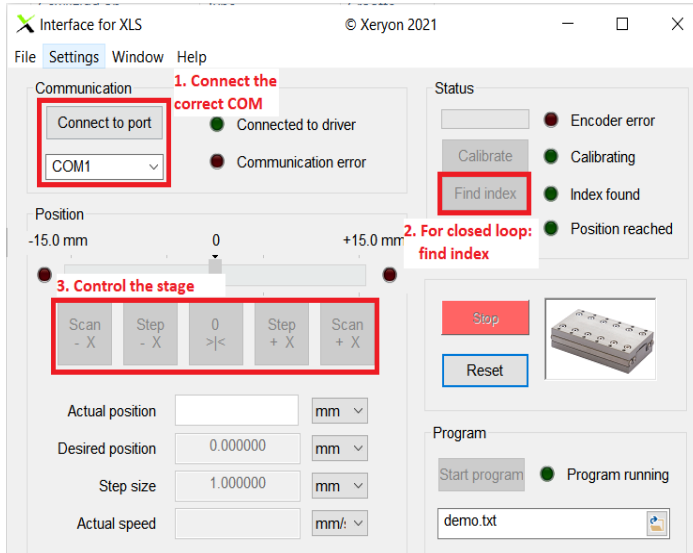 Interface for XLS
© Xeryon 2021
File Settings Window Help
Communication
1. Connect the
correct COM
Connect to port
Connected to driver
COM1
Communication error
Status
Encoder error
Calibrate
Calibrating
Find index
Index found
Position reached
2. For closed loop:
find index
Position
-15.0 mm 0 +15.0 mm
3. Control the stage
Scan
- X
Step
- X
0
>|<
Step
+ X
Scan
+ X
Stop
Reset
Actual position mm
Desired position 0.000000 mm
Step size 1.000000 mm
Actual speed mm/
Program
Start program
Program running
demo.txt